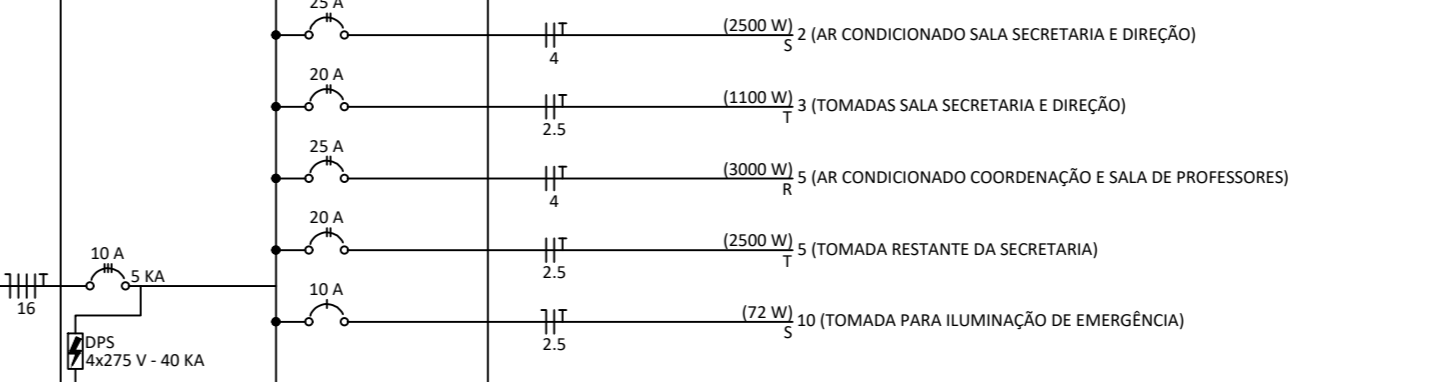 25 A
(2500 W) 2 (AR CONDICIONADO SALA SECRETARIA E DIREÇÃO)
S
T
4
20 A
(1100 W) 3 (TOMADAS SALA SECRETARIA E DIREÇÃO)
T
T
2.5
25 A
(3000 W) 5 (AR CONDICIONADO COORDENAÇÃO E SALA DE PROFESSORES)
R
T
4
20 A
(2500 W) 5 (TOMADA RESTANTE DA SECRETARIA)
T
T
2.5
10 A
5 KA
T
16
10 A
(72 W) 10 (TOMADA PARA ILUMINAÇÃO DE EMERGÊNCIA)
S
T
2.5
DPS
4x275 V - 40 KA